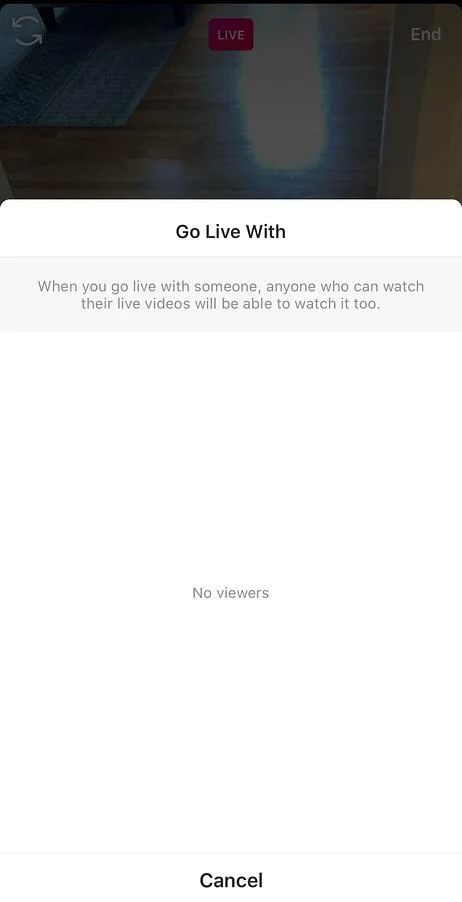 LIVE
End
Go Live With
When you go live with someone, anyone who can watch
their live videos will be able to watch it too.
No viewers
Cancel